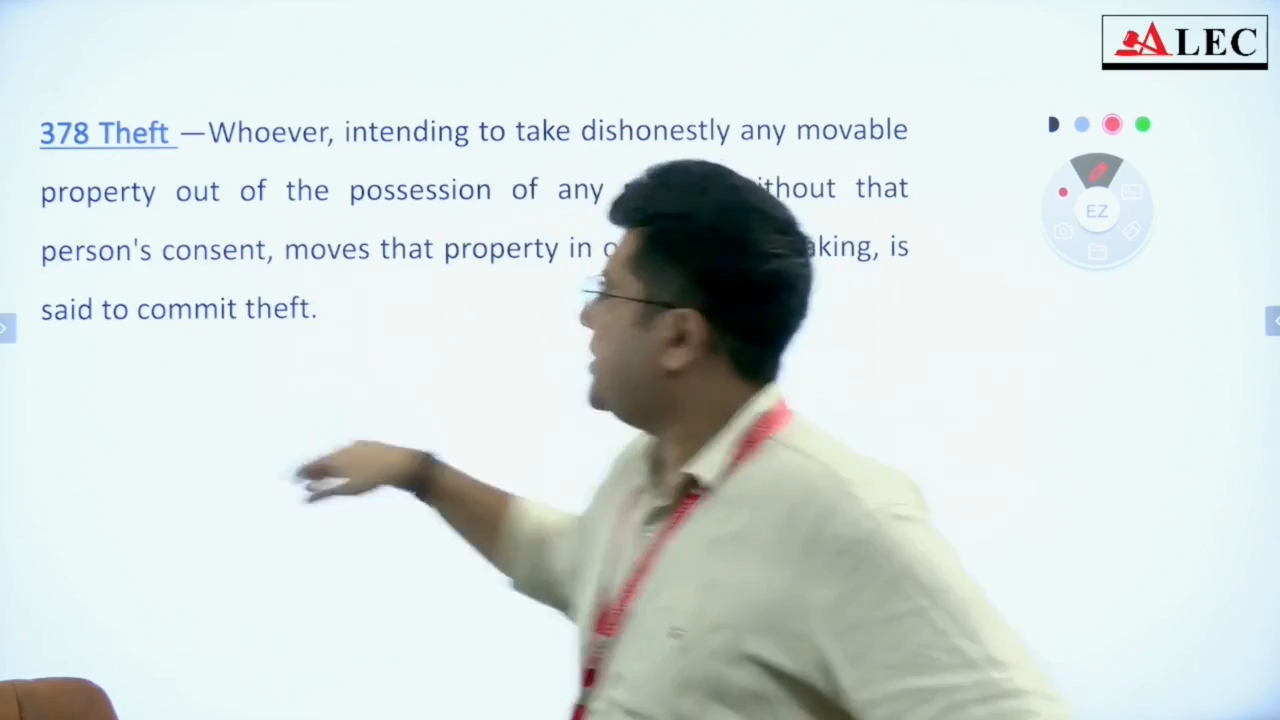 ALEC
378 Theft —Whoever, intending to take dishonestly any movable
property out of the possession of any without that
person's consent, moves that property in aking, is
said to commit theft.
EZ